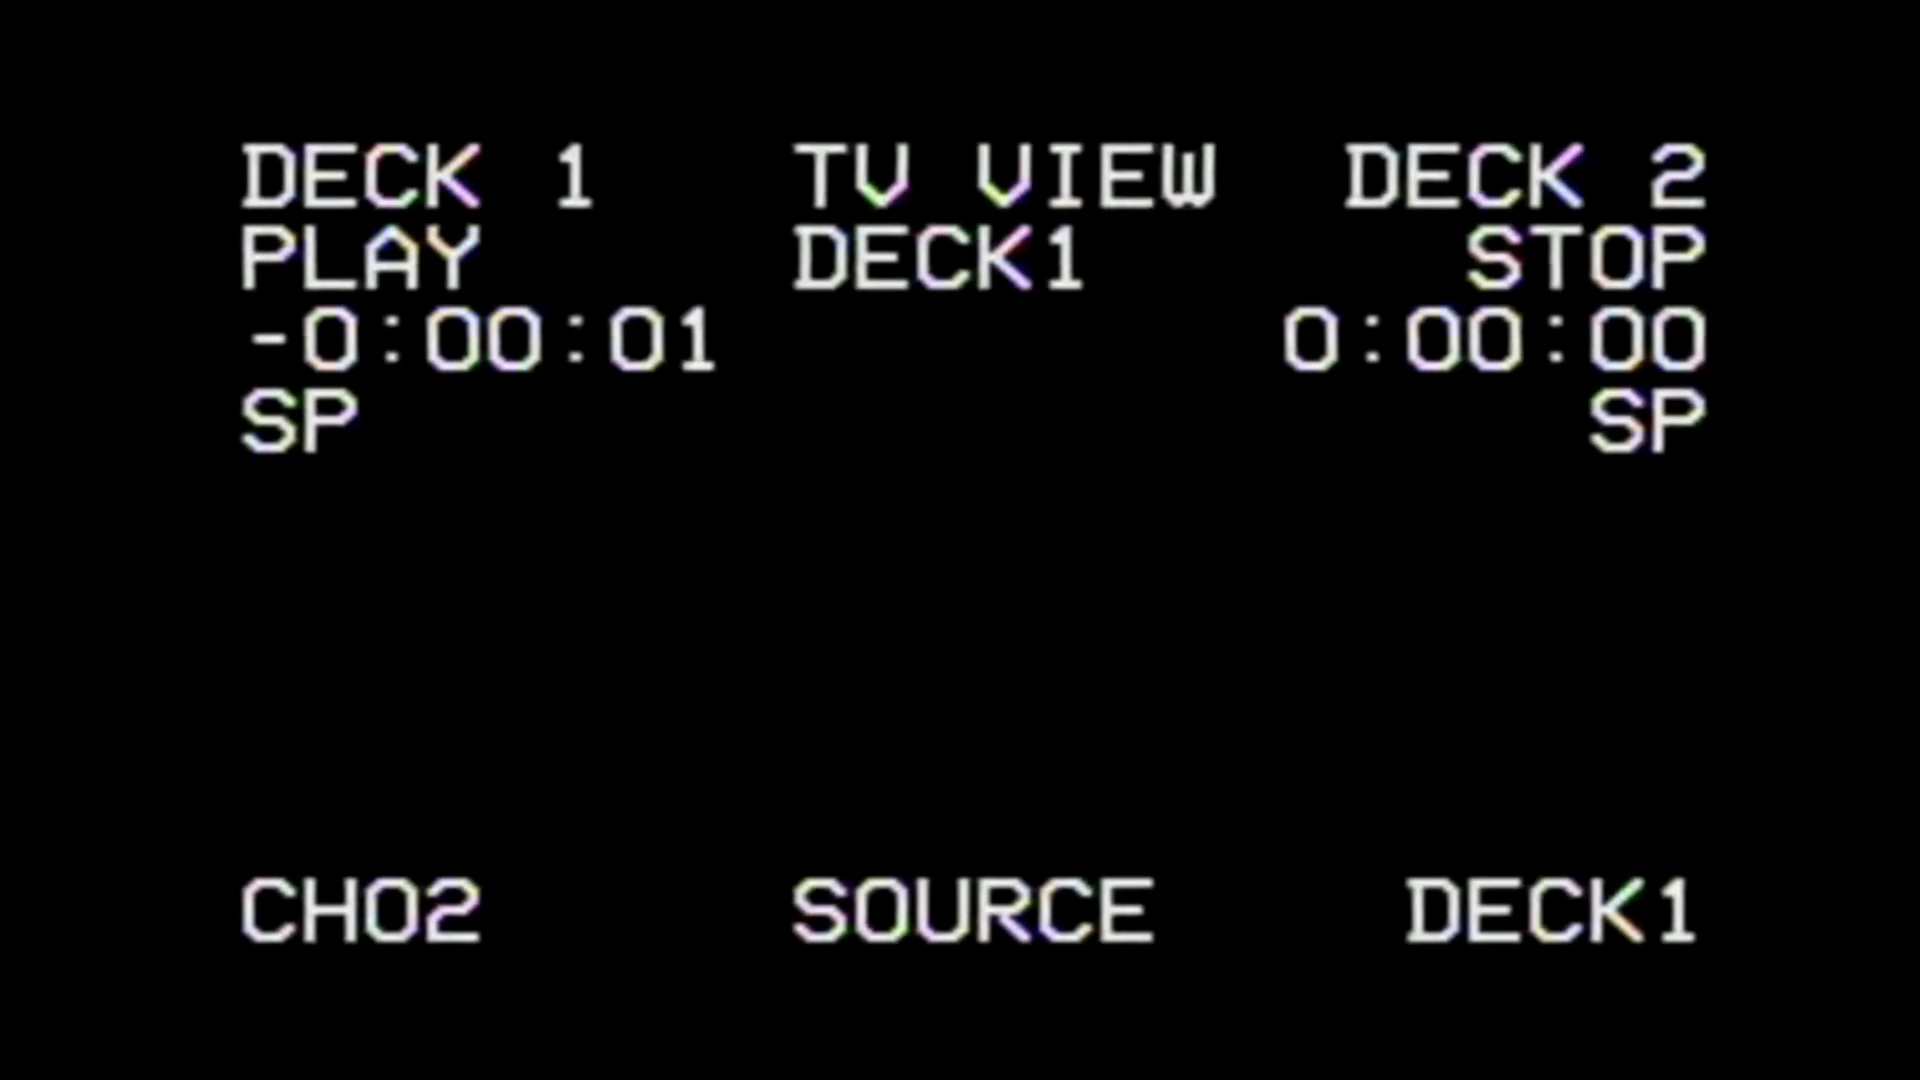 DECK 1 TV VIEW DECK 2
PLAY DECK1 STOP
-0:00:01 0:00:00
SP SP
CH02 SOURCE DECK1